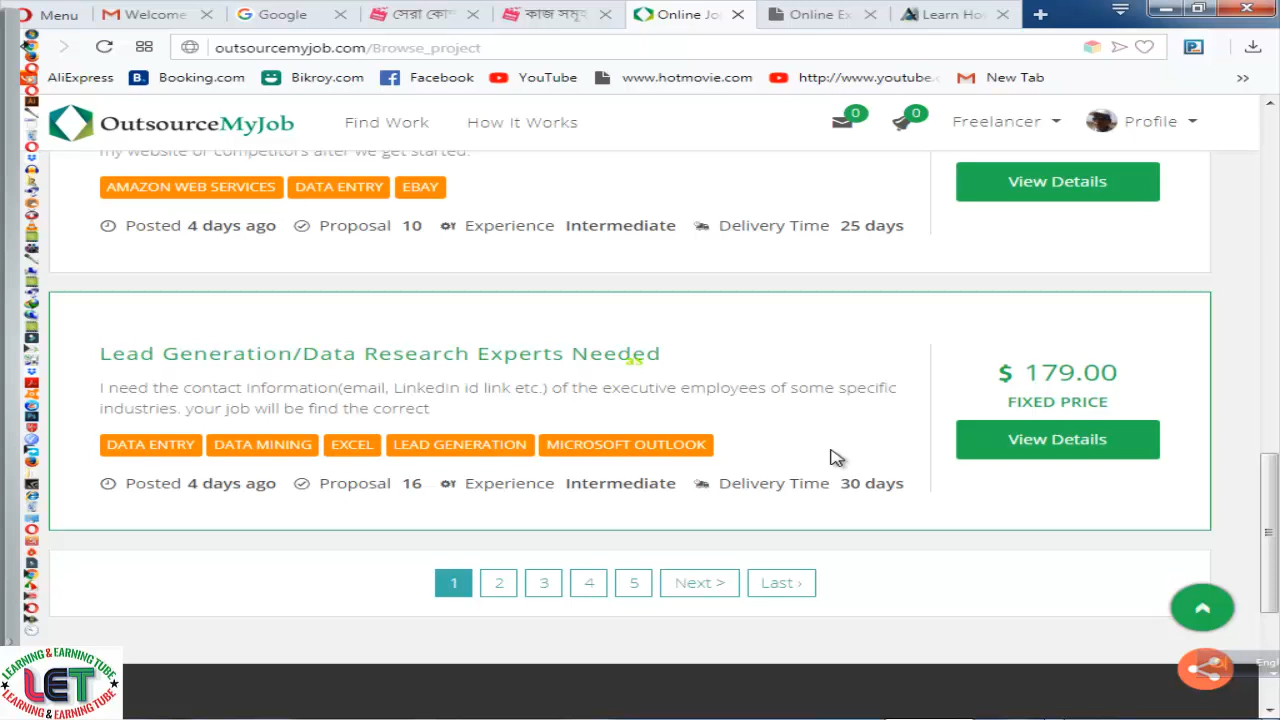 Menu
Welcome
Google
সেরা কো
কাজ সমূহ
Online Jo
Online Ex
Learn Ho
outsourcemyjob.com/Browse_project
AliExpress
Booking.com
Bikroy.com
Facebook
YouTube
www.hotmovie.com
http://www.youtube.
New Tab
OutsourceMyJob
Find Work
How It Works
0
0
Freelancer
Profile
my website or competitors after we get started.
AMAZON WEB SERVICES DATA ENTRY EBAY
View Details
Posted 4 days ago Proposal 10 Experience Intermediate Delivery Time 25 days
Lead Generation/Data Research Experts Needed
as
I need the contact information(email, LinkedIn id link etc.) of the executive employees of some specific
industries. your job will be find the correct
$ 179.00
FIXED PRICE
View Details
DATA ENTRY DATA MINING EXCEL LEAD GENERATION MICROSOFT OUTLOOK
Posted 4 days ago Proposal 16 Experience Intermediate Delivery Time 30 days
1 2 3 4 5 Next > Last ›
Engl
LEARNING & EARNING TUBE
LET
LEARNING & EARNING TUBE